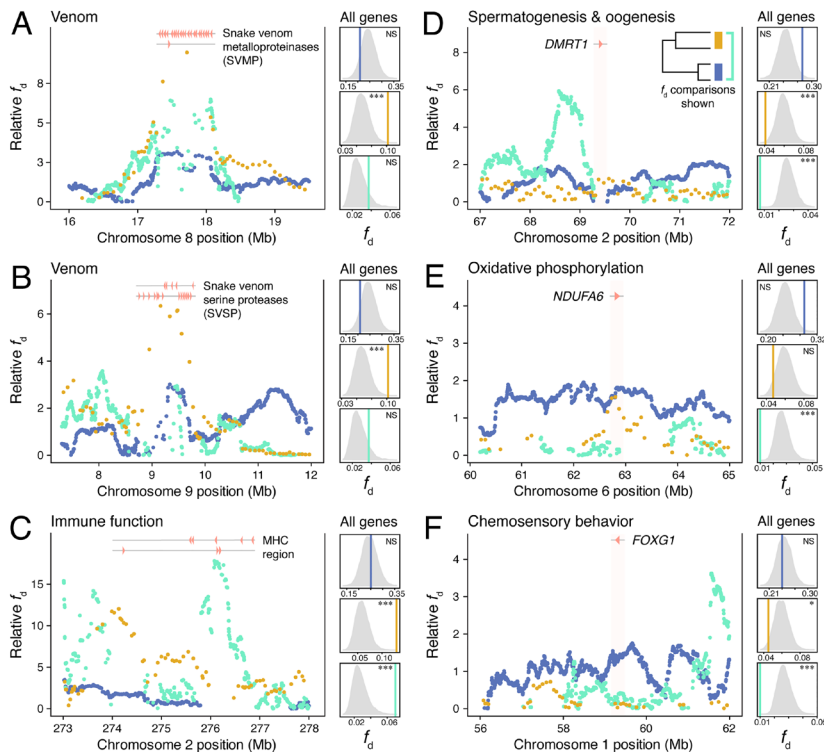 A
Venom
Snake venom
metalloproteinases
(SVMP)
Relative fd
8
5
3
0
16 17 18 19
Chromosome 8 position (Mb)
All genes
NS
0.15 0.35
***
0.03 0.10
NS
0.02 0.06
fd
B
Venom
Snake venom
serine proteases
(SVSP)
Relative fd
6
4
2
0
8 9 10 11 12
Chromosome 9 position (Mb)
All genes
NS
0.15 0.35
***
0.03 0.10
NS
0.02 0.06
fd
C
Immune function
MHC
region
Relative fd
15
10
5
0
273 274 275 276 277 278
Chromosome 2 position (Mb)
All genes
NS
0.15 0.35
***
0.05 0.10
***
0.02 0.06
fd
D
Spermatogenesis & oogenesis
DMRT1
fd comparisons
shown
Relative fd
8
6
4
2
0
67 68 69 70 71 72
Chromosome 2 position (Mb)
All genes
NS
0.21 0.30
***
0.04 0.08
***
0.01 0.04
fd
E
Oxidative phosphorylation
NDUFA6
Relative fd
4
3
2
1
0
60 61 62 63 64 65
Chromosome 6 position (Mb)
All genes
NS
0.20 0.32
***
0.04 0.08
***
0.01 0.05
fd
F
Chemosensory behavior
FOXG1
Relative fd
4
3
2
1
0
56 58 60 62
Chromosome 1 position (Mb)
All genes
NS
0.21 0.30
*
0.04 0.08
***
0.01 0.05
fd